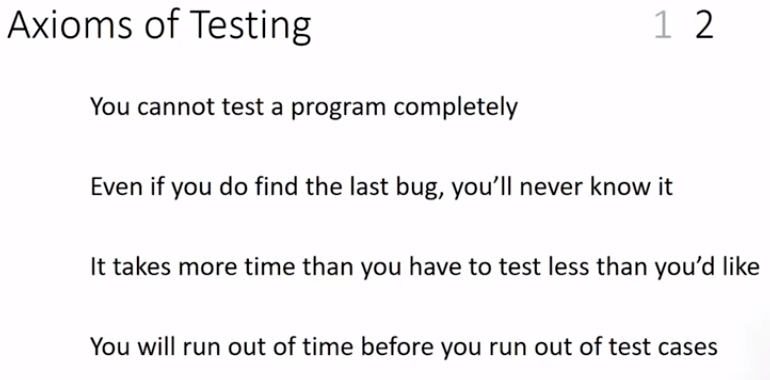 Axioms of Testing 1 2
You cannot test a program completely
Even if you do find the last bug, you’ll never know it
It takes more time than you have to test less than you’d like
You will run out of time before you run out of test cases